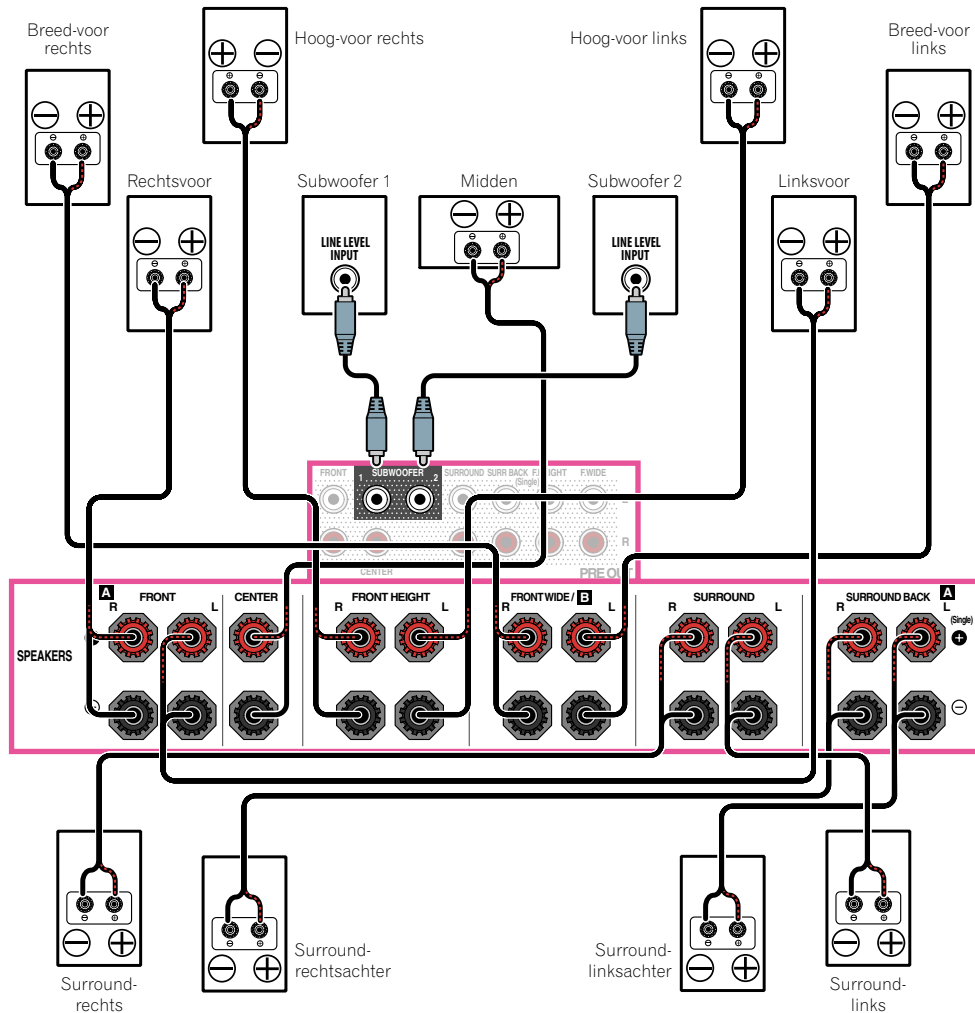 Breed-voor
rechts
Hoog-voor rechts
Hoog-voor links
Breed-voor
links
Rechtsvoor
Subwoofer 1
Midden
Subwoofer 2
Linksvoor
LINE LEVEL
INPUT
LINE LEVEL
INPUT
FRONT
SUBWOOFER
1
2
SURROUND
SURR BACK
(Single)
F.WIDE
R
CENTER
PRE OUT
SPEAKERS
A
R FRONT L
CENTER
R FRONT HEIGHT L
R FRONT WIDE / B L
R SURROUND L
R SURROUND BACK L
A
(Single)
Surround-
rechts
Surround-
rechtsachter
Surround-
linksachter
Surround-
links